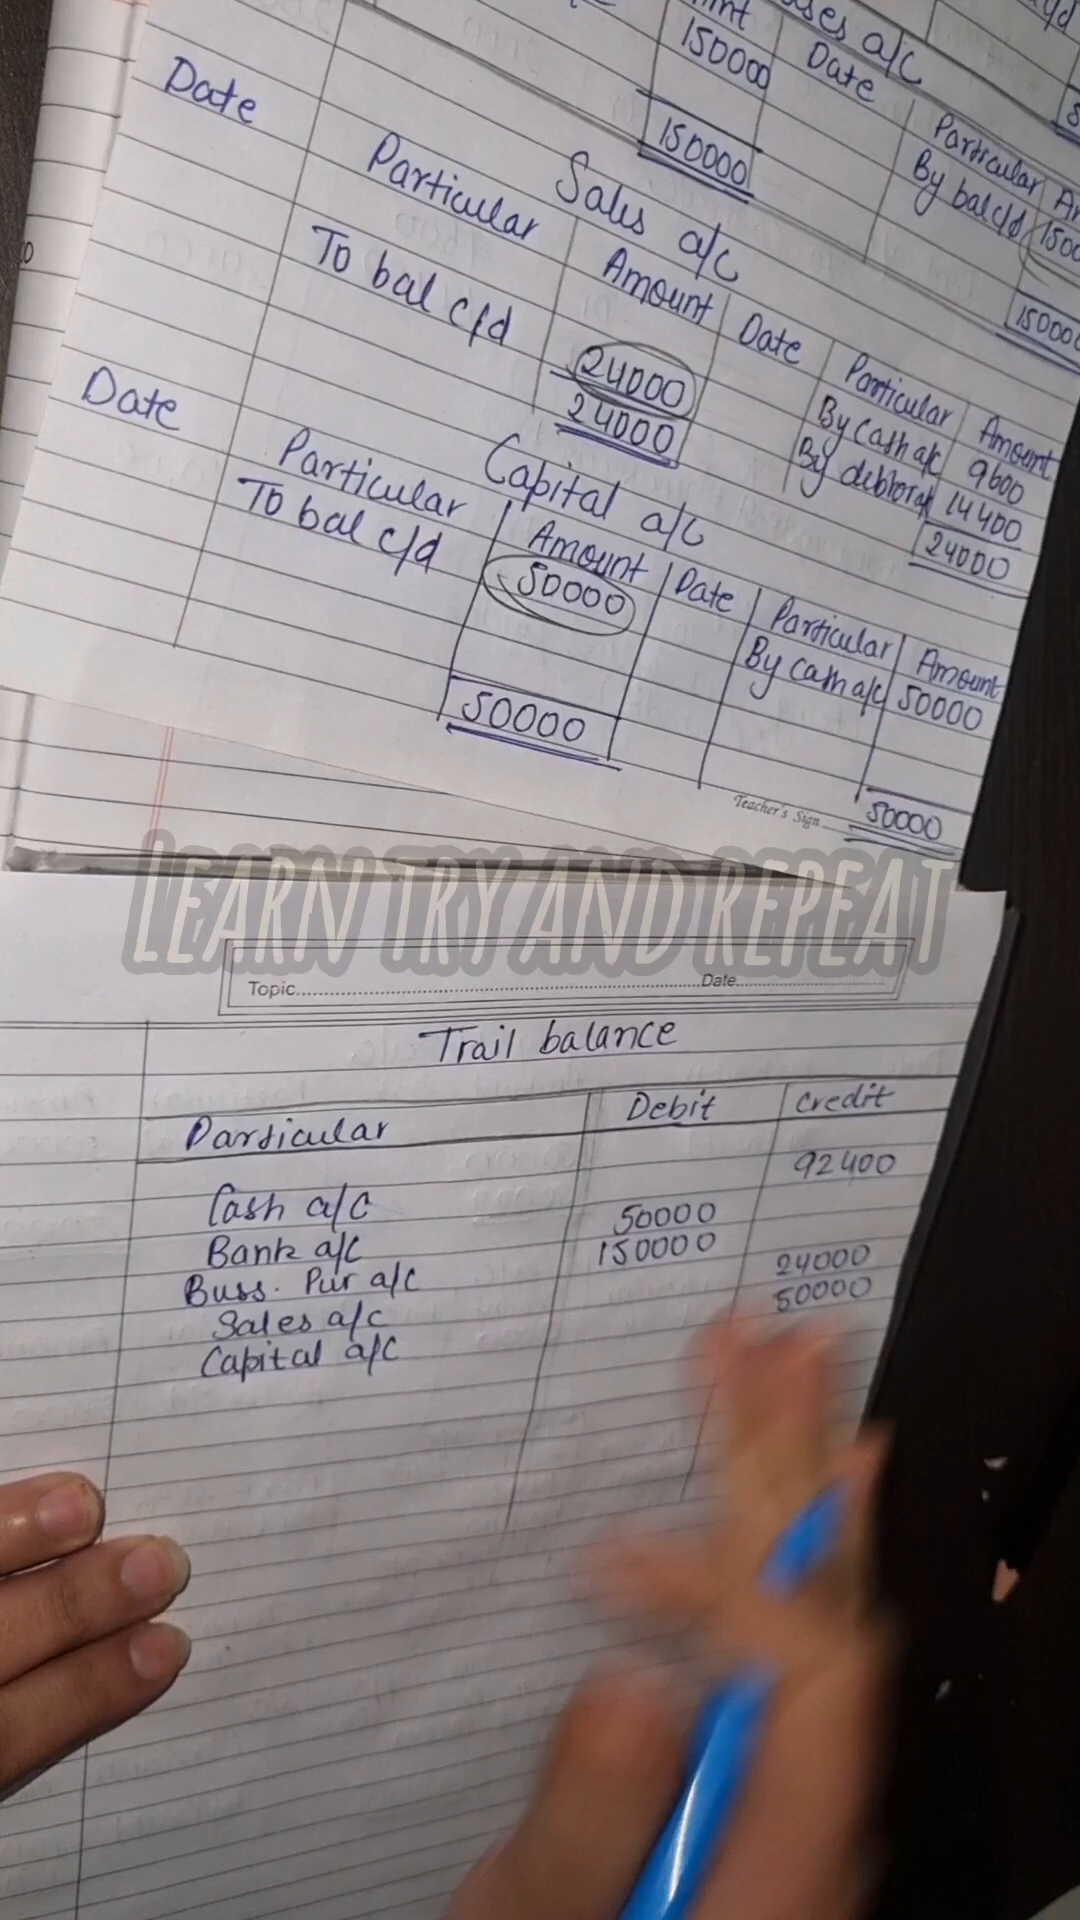 ses a/c
150000 Date Particular
150000 By bal c/d
150000
Sales a/c
Date Particular Amount Date Particular Amount
To bal c/d 24000 By cash a/c 9600
By debtor a/c 14400
24000 24000
Capital a/c
Date Particular Amount Date Particular Amount
To bal c/d 50000 By cash a/c 50000
50000 50000
Teacher's Sign
LEARN TRY AND REPEAT
Topic Date
Trail balance
Particular Debit Credit
Cash a/c 92400
Bank a/c 50000
Buss. Pur a/c 150000
Sales a/c 24000
Capital a/c 50000